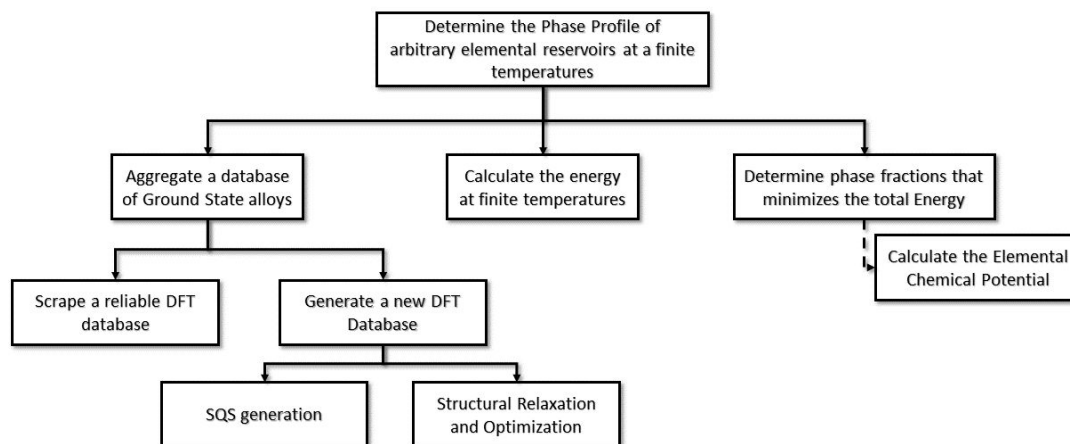 Determine the Phase Profile of
arbitrary elemental reservoirs at a finite
temperatures
Aggregate a database
of Ground State alloys
Calculate the energy
at finite temperatures
Determine phase fractions that
minimizes the total Energy
Calculate the Elemental
Chemical Potential
Scrape a reliable DFT
database
Generate a new DFT
Database
SQS generation
Structural Relaxation
and Optimization